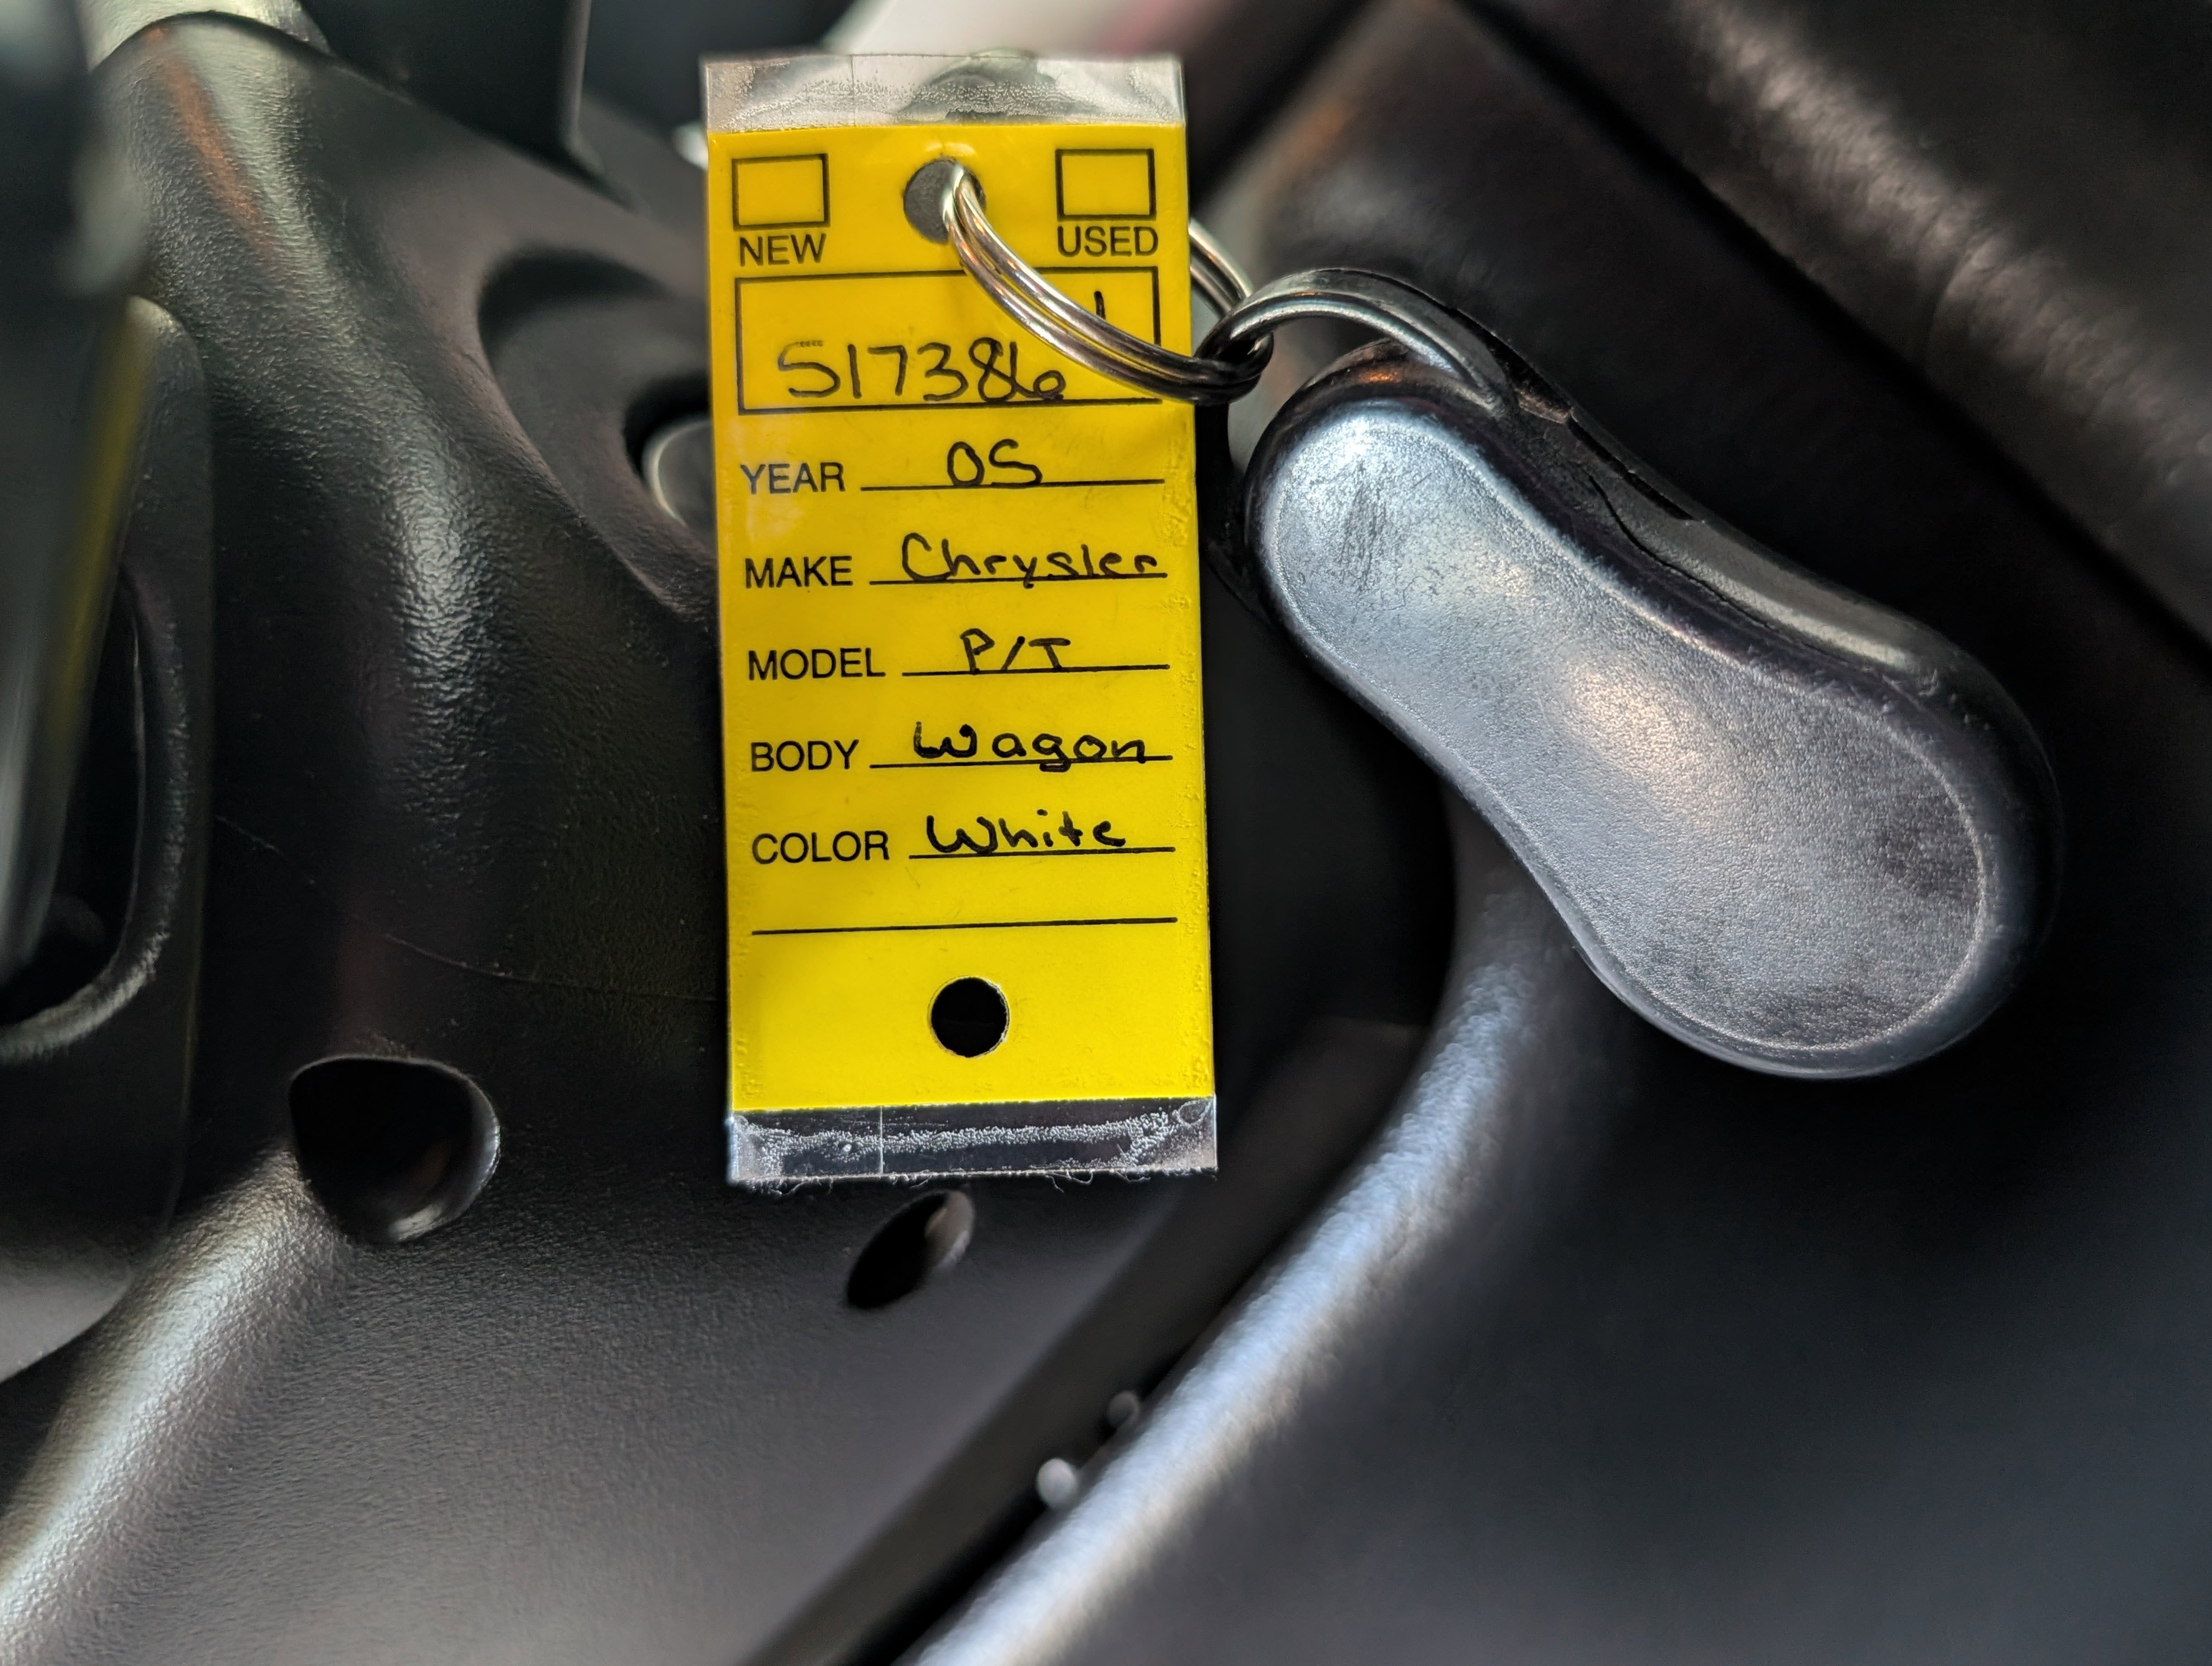 NEW USED
517386
YEAR 05
MAKE Chrysler
MODEL P/T
BODY Wagon
COLOR White